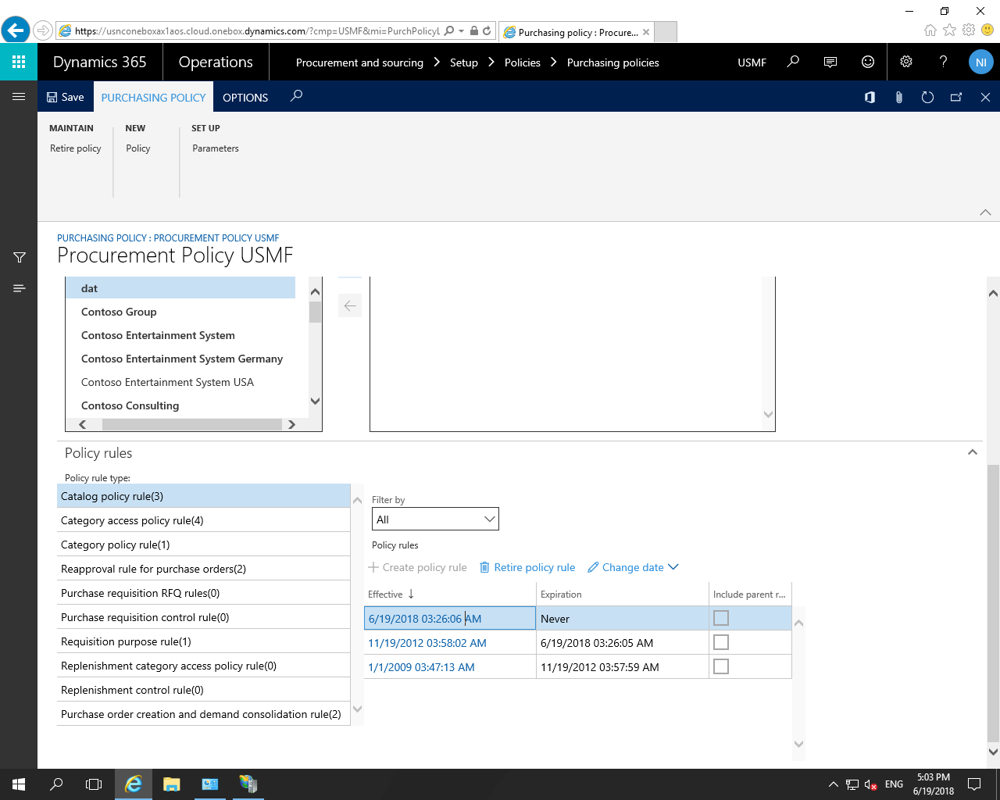 https://usnconeboxax1aos.cloud.onebox.dynamics.com/?cmp=USMF&mi=PurchPolicyL
Purchasing policy : Procure...
Dynamics 365
Operations
Procurement and sourcing
Setup
Policies
Purchasing policies
USMF
?
NI
Save
PURCHASING POLICY
OPTIONS
MAINTAIN
Retire policy
NEW
Policy
SET UP
Parameters
PURCHASING POLICY : PROCUREMENT POLICY USMF
Procurement Policy USMF
dat
Contoso Group
Contoso Entertainment System
Contoso Entertainment System Germany
Contoso Entertainment System USA
Contoso Consulting
Policy rules
Policy rule type:
Catalog policy rule(3)
Category access policy rule(4)
Category policy rule(1)
Reapproval rule for purchase orders(2)
Purchase requisition RFQ rules(0)
Purchase requisition control rule(0)
Requisition purpose rule(1)
Replenishment category access policy rule(0)
Replenishment control rule(0)
Purchase order creation and demand consolidation rule(2)
Filter by
All
Policy rules
Create policy rule
Retire policy rule
Change date
Effective
Expiration
Include parent r...
6/19/2018 03:26:06 AM
Never
11/19/2012 03:58:02 AM
6/19/2018 03:26:05 AM
1/1/2009 03:47:13 AM
11/19/2012 03:57:59 AM
ENG
5:03 PM
6/19/2018